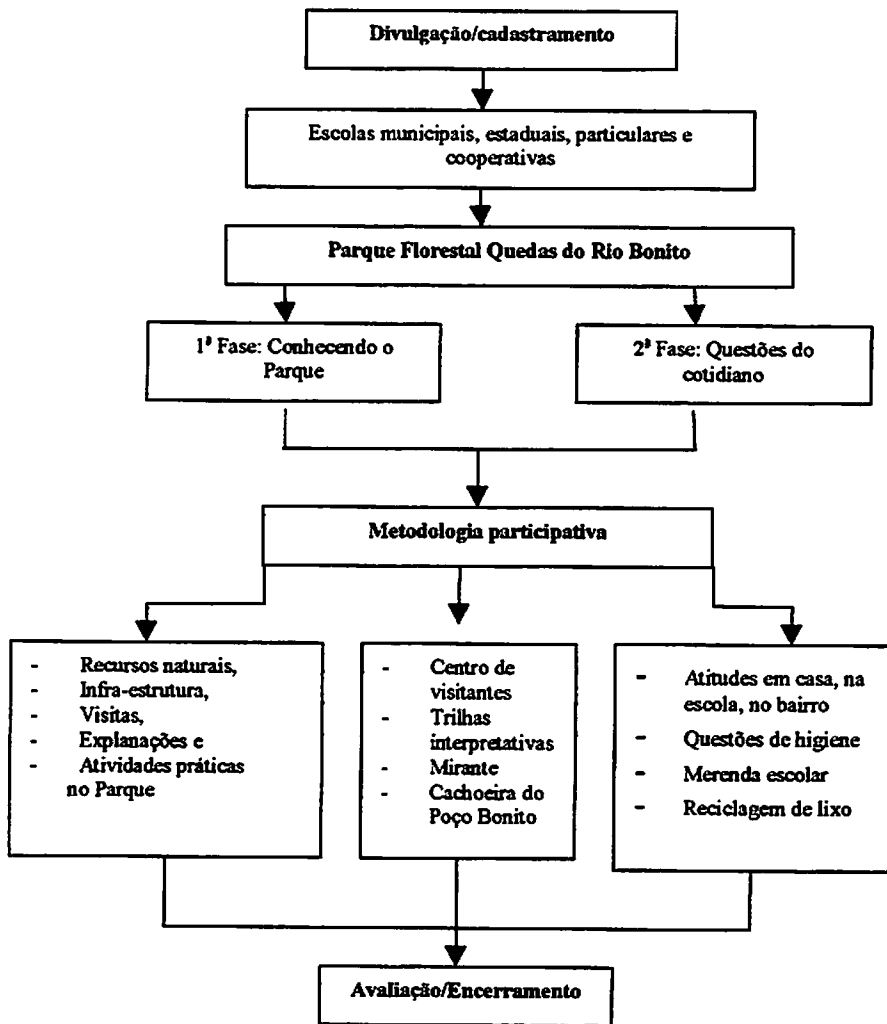 Divulgação/cadastramento
Escolas municipais, estaduais, particulares e
cooperativas
Parque Florestal Quedas do Rio Bonito
1ª Fase: Conhecendo o
Parque
2ª Fase: Questões do
cotidiano
Metodologia participativa
- Recursos naturais,
- Infra-estrutura,
- Visitas,
- Explanações e
- Atividades práticas
no Parque
- Centro de
visitantes
- Trilhas
interpretativas
- Mirante
- Cachoeira do
Poço Bonito
- Atitudes em casa, na
escola, no bairro
- Questões de higiene
- Merenda escolar
- Reciclagem de lixo
Avaliação/Encerramento